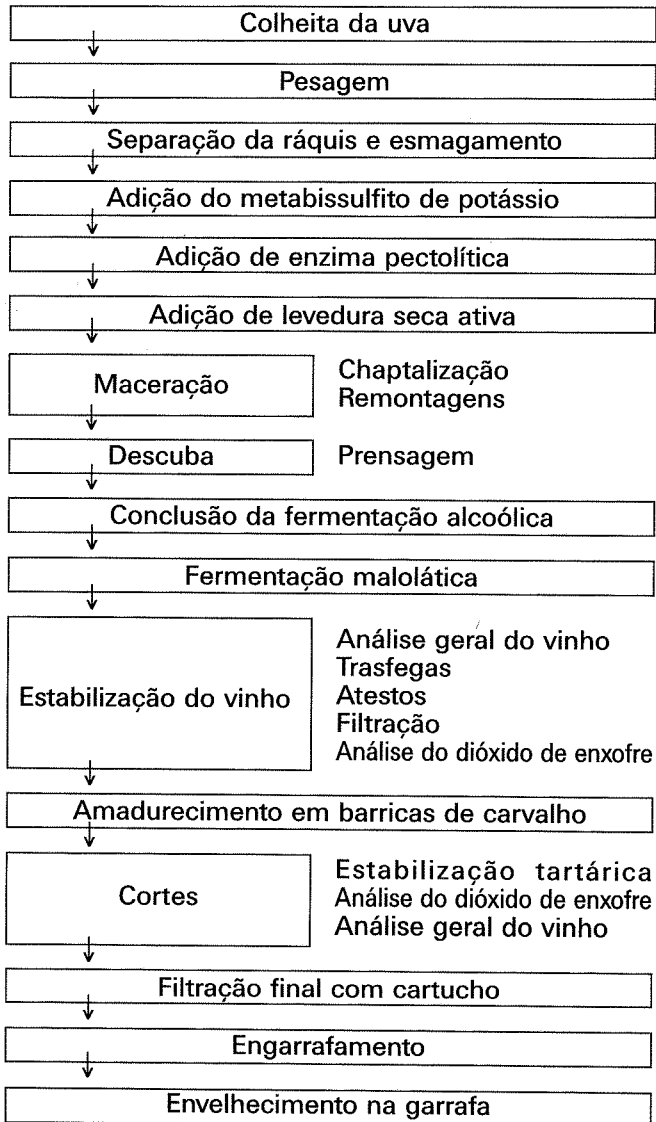 Colheita da uva
Pesagem
Separação da ráquis e esmagamento
Adição do metabissulfito de potássio
Adição de enzima pectolítica
Adição de levedura seca ativa
Maceração
Chaptalização
Remontagens
Descuba
Prensagem
Conclusão da fermentação alcoólica
Fermentação malolática
Estabilização do vinho
Análise geral do vinho
Trasfegas
Atestos
Filtração
Análise do dióxido de enxofre
Amadurecimento em barricas de carvalho
Cortes
Estabilização tartárica
Análise do dióxido de enxofre
Análise geral do vinho
Filtração final com cartucho
Engarrafamento
Envelhecimento na garrafa